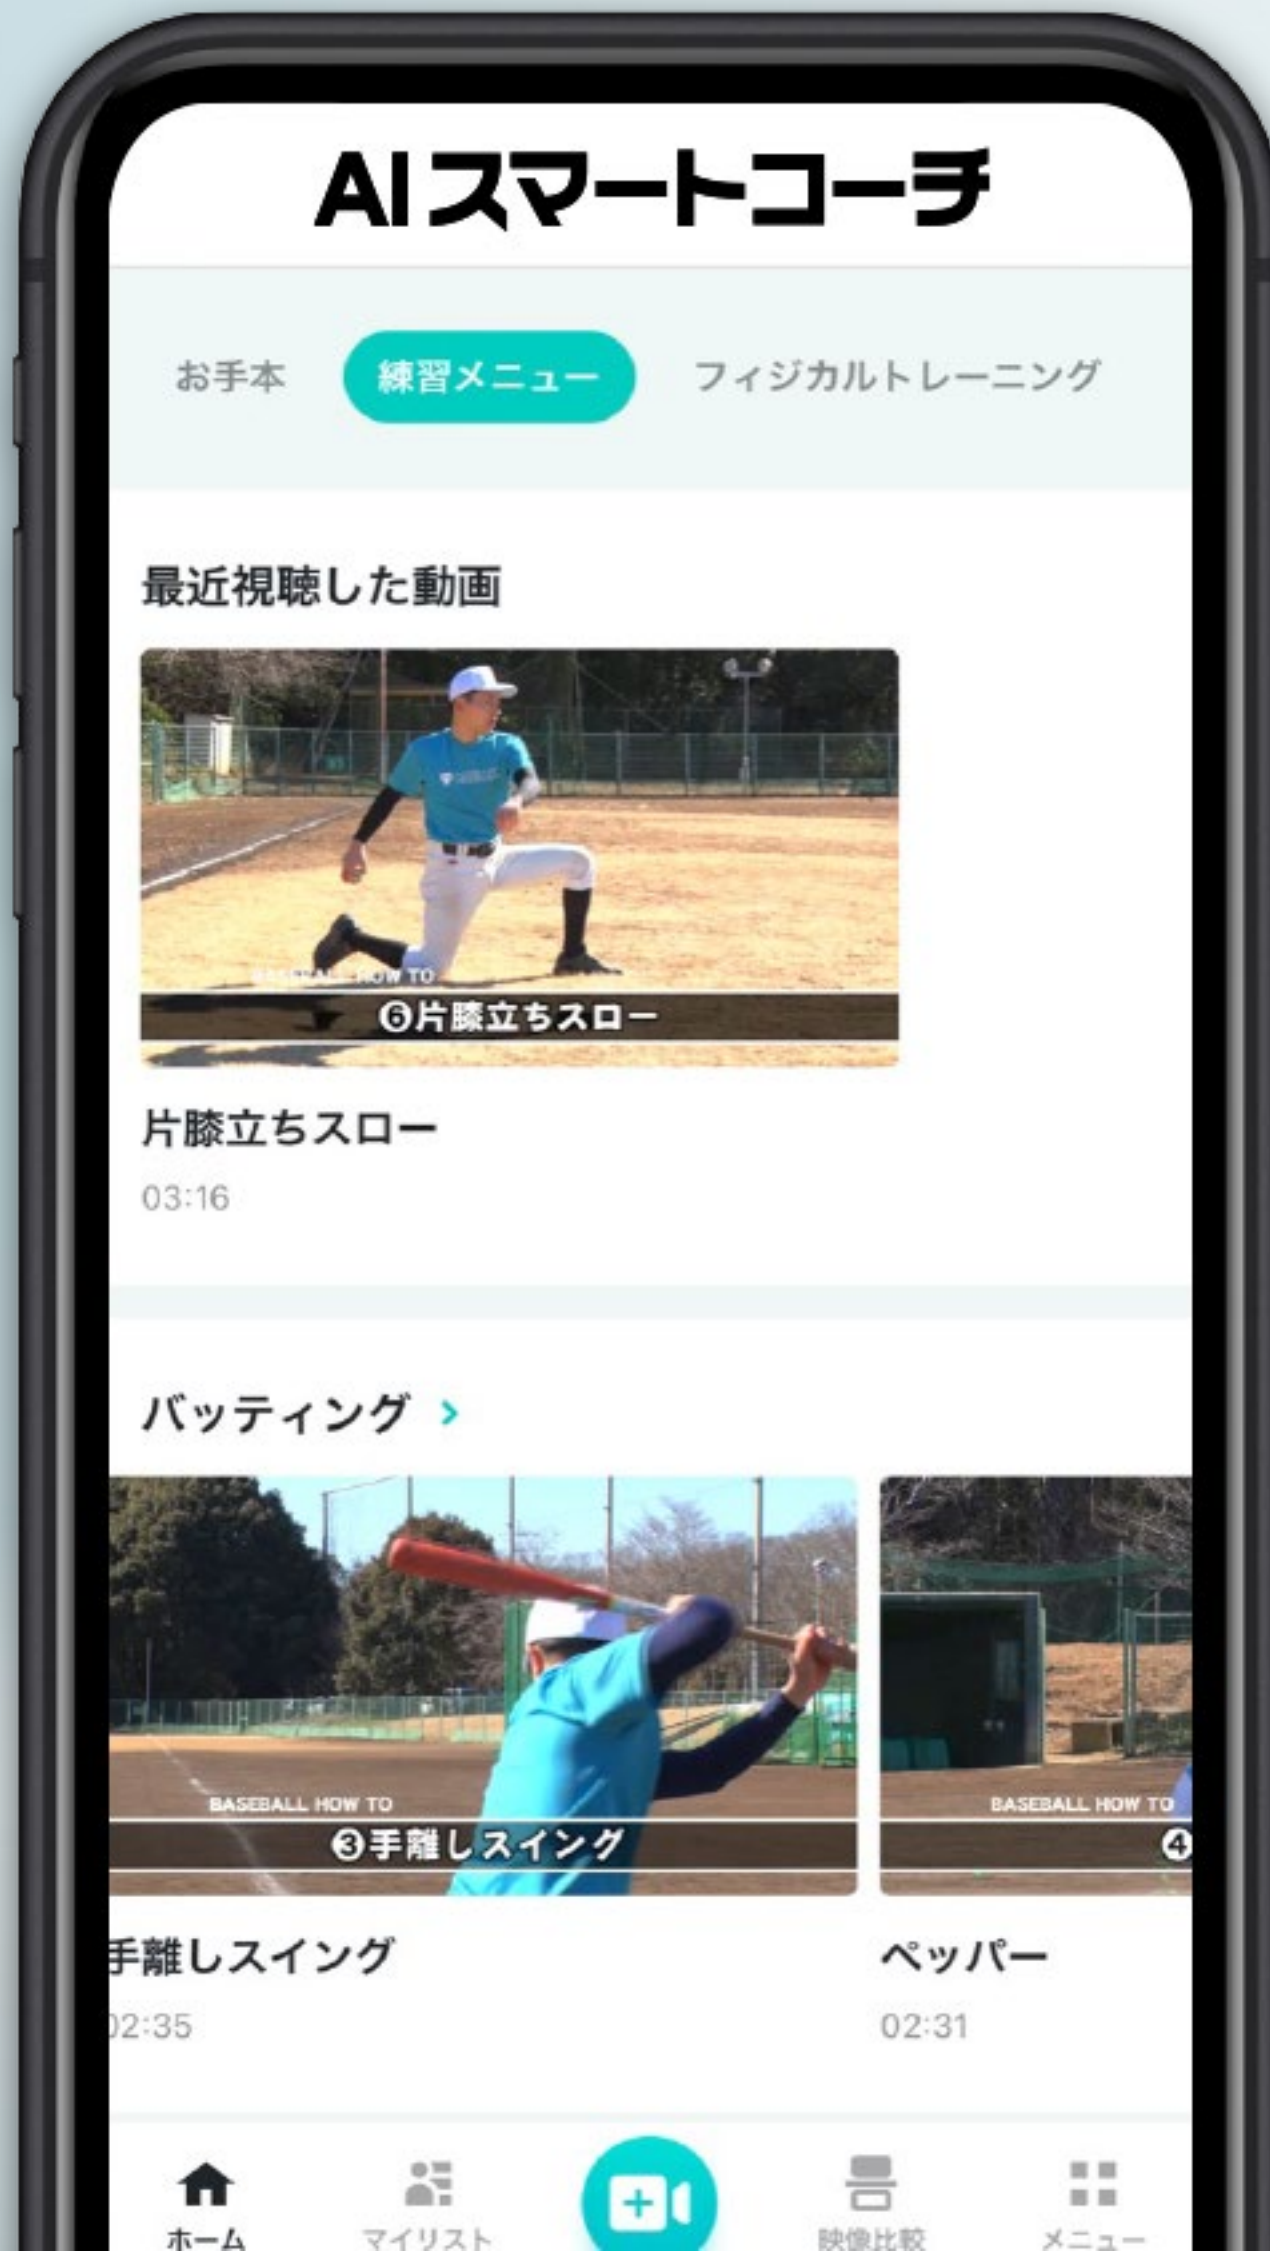 AIスマートコーチ
お手本 練習メニュー フィジカルトレーニング
最近視聴した動画
BASEBALL HOW TO
❻片膝立ちスロー
片膝立ちスロー
03:16
バッティング >
BASEBALL HOW TO
❸手離しスイング
BASEBALL HOW TO
❹
手離しスイング
02:35
ペッパー
02:31
ホーム マイリスト 映像比較 メニュー